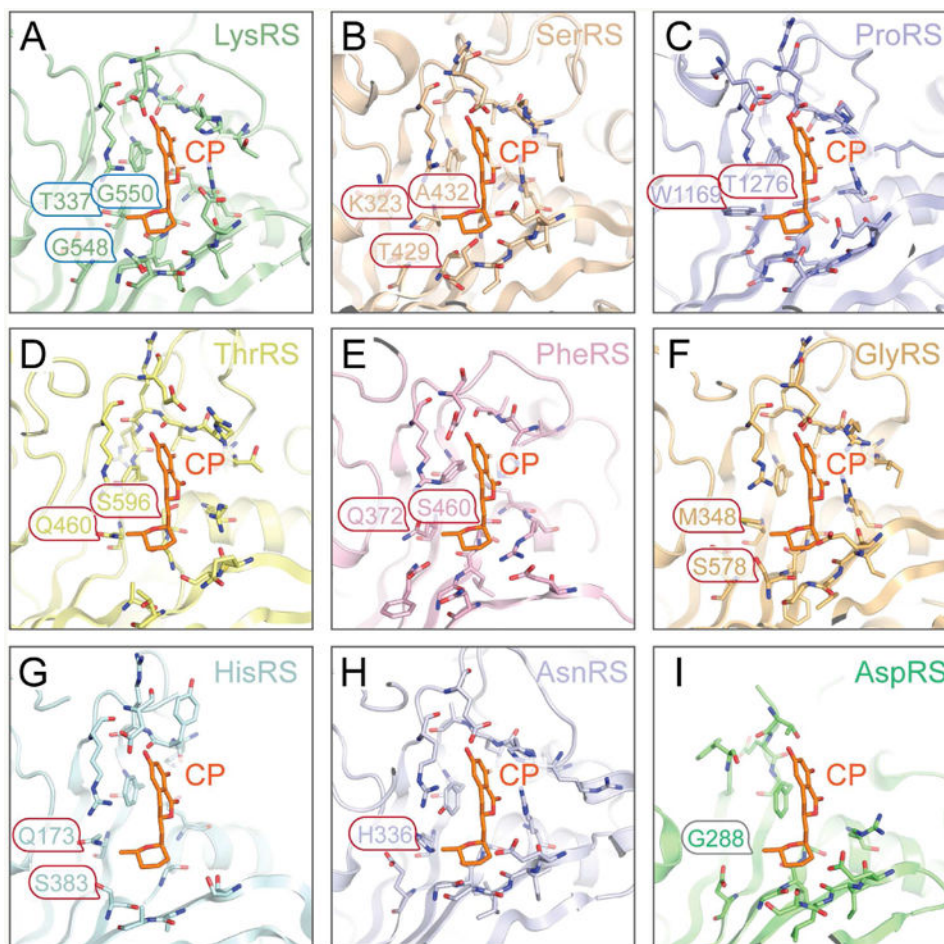 A LysRS
CP
T337 G550
G548
B SerRS
CP
K323 A432
T429
C ProRS
CP
W1169 T1276
D ThrRS
CP
Q460 S596
E PheRS
CP
Q372 S460
F GlyRS
CP
M348
S578
G HisRS
CP
Q173
S383
H AsnRS
CP
H336
I AspRS
CP
G288